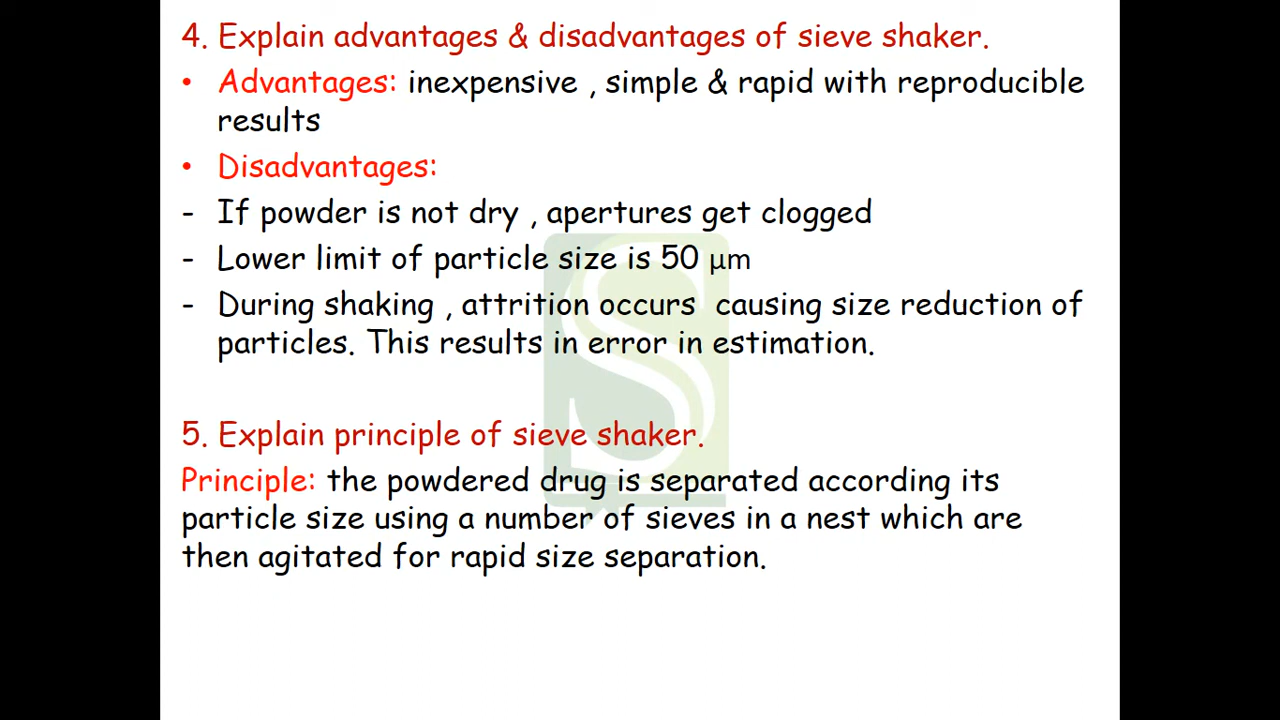 4. Explain advantages & disadvantages of sieve shaker.
• Advantages: inexpensive , simple & rapid with reproducible
results
• Disadvantages:
- If powder is not dry , apertures get clogged
- Lower limit of particle size is 50 μm
- During shaking , attrition occurs causing size reduction of
particles. This results in error in estimation.
5. Explain principle of sieve shaker.
Principle: the powdered drug is separated according its
particle size using a number of sieves in a nest which are
then agitated for rapid size separation.